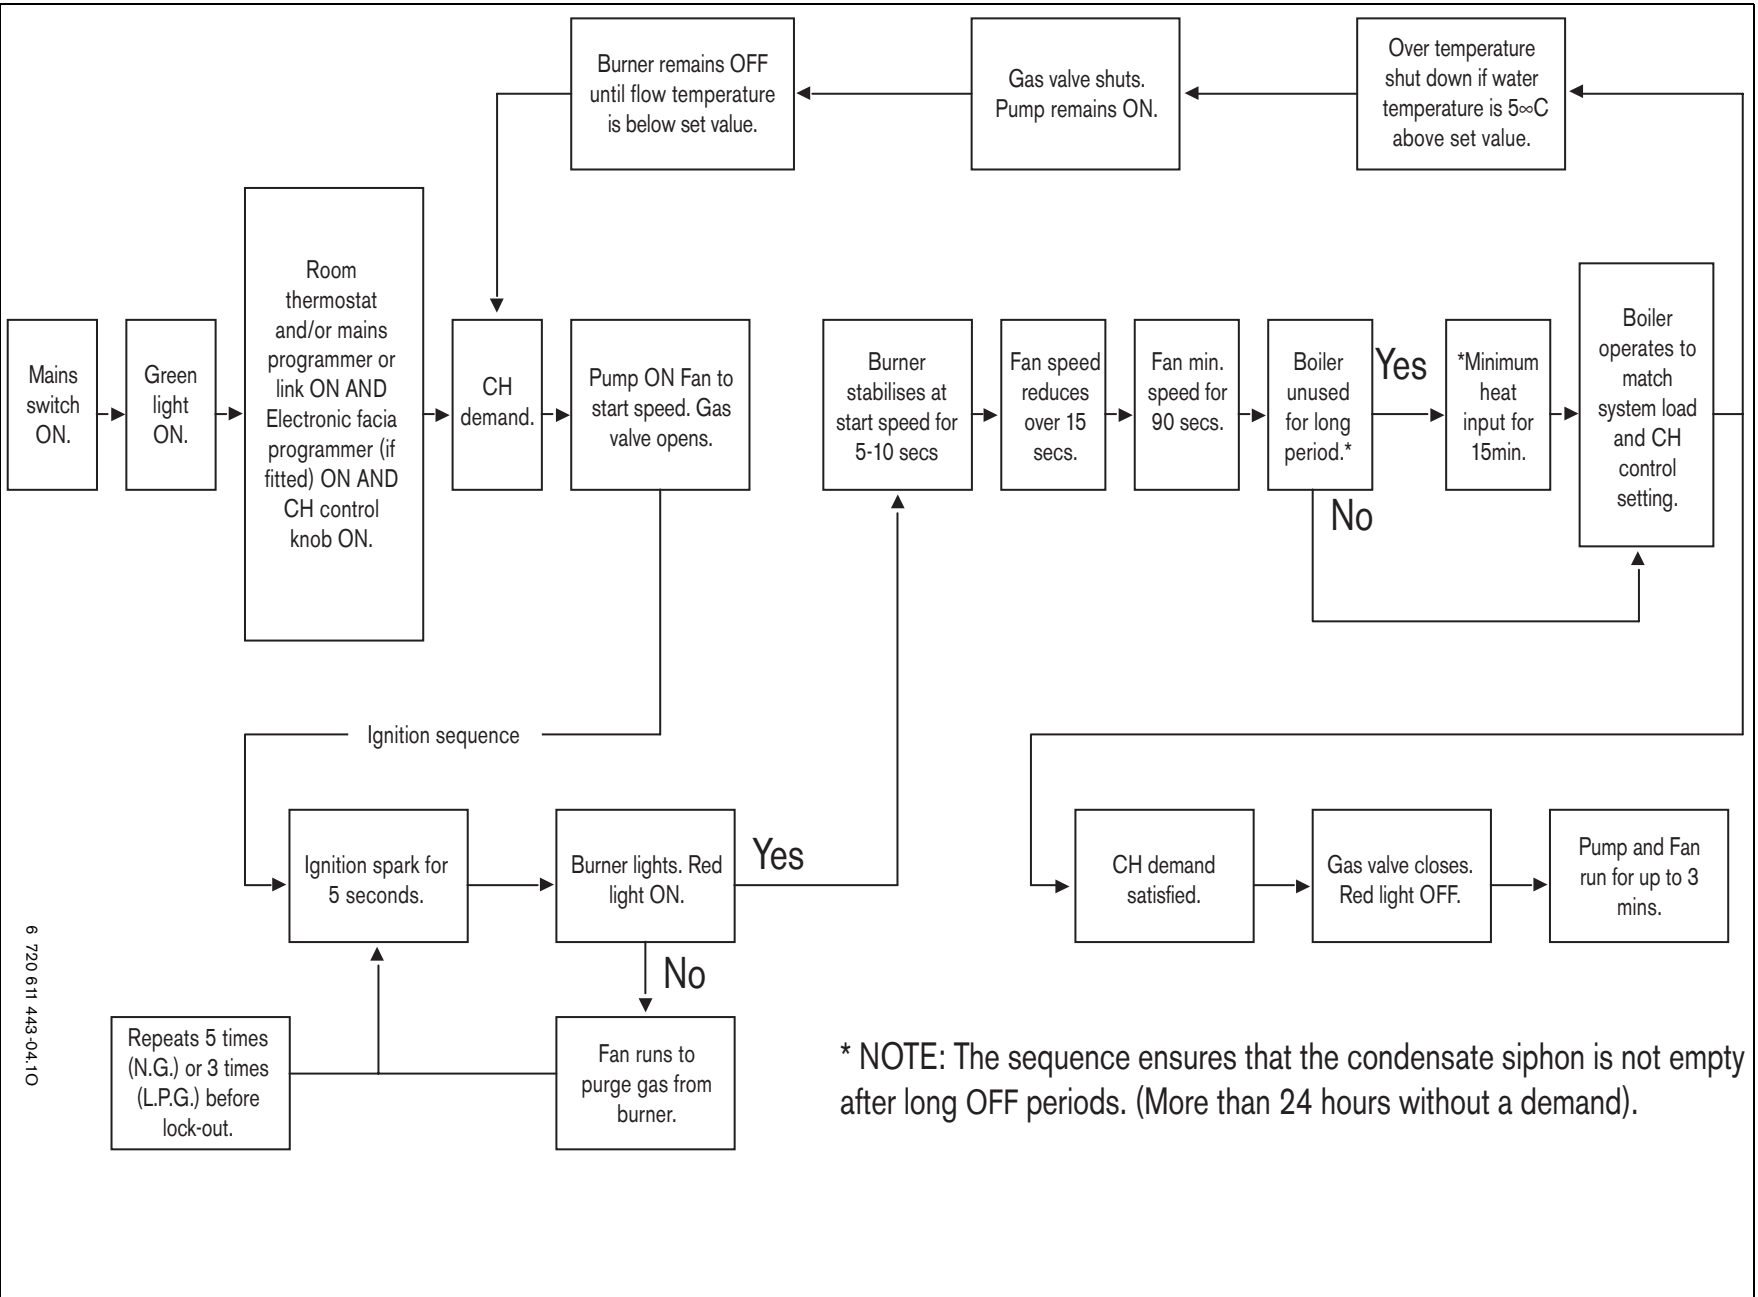 Burner remains OFF
until flow temperature
is below set value.
Gas valve shuts.
Pump remains ON.
Over temperature
shut down if water
temperature is 5∞C
above set value.
Mains
switch
ON.
Green
light
ON.
Room
thermostat
and/or mains
programmer or
link ON AND
Electronic facia
programmer (if
fitted) ON AND
CH control
knob ON.
CH
demand.
Pump ON Fan to
start speed. Gas
valve opens.
Burner
stabilises at
start speed for
5-10 secs
Fan speed
reduces
over 15
secs.
Fan min.
speed for
90 secs.
Boiler
unused
for long
period.*
Yes
No
*Minimum
heat
input for
15min.
Boiler
operates to
match
system load
and CH
control
setting.
Ignition sequence
Ignition spark for
5 seconds.
Burner lights. Red
light ON.
Yes
No
CH demand
satisfied.
Gas valve closes.
Red light OFF.
Pump and Fan
run for up to 3
mins.
Repeats 5 times
(N.G.) or 3 times
(L.P.G.) before
lock-out.
Fan runs to
purge gas from
burner.
* NOTE: The sequence ensures that the condensate siphon is not empty
after long OFF periods. (More than 24 hours without a demand).
6 720 611 443-04.1O